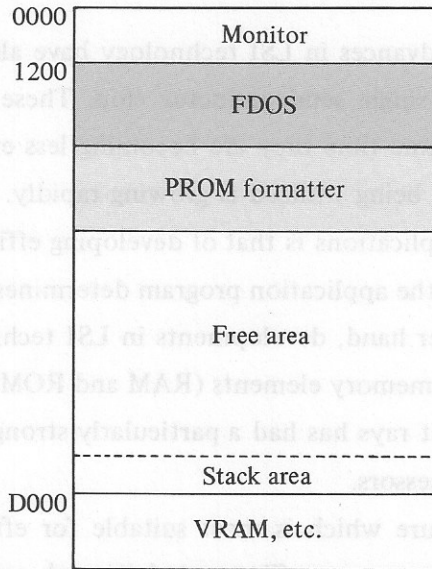 0000
Monitor
1200
FDOS
PROM formatter
Free area
Stack area
D000
VRAM, etc.